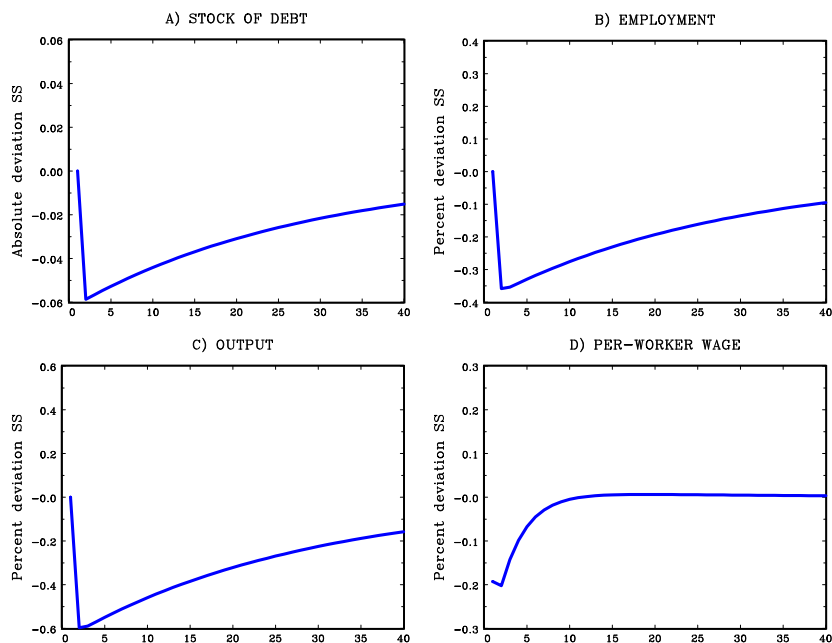 A) STOCK OF DEBT
Absolute deviation SS
0.06
0.04
0.02
0.00
−0.02
−0.04
−0.06
0 5 10 15 20 25 30 35 40
B) EMPLOYMENT
Percent deviation SS
0.4
0.3
0.2
0.1
−0.0
−0.1
−0.2
−0.3
−0.4
0 5 10 15 20 25 30 35 40
C) OUTPUT
Percent deviation SS
0.6
0.4
0.2
−0.0
−0.2
−0.4
−0.6
0 5 10 15 20 25 30 35 40
D) PER−WORKER WAGE
Percent deviation SS
0.3
0.2
0.1
−0.0
−0.1
−0.2
−0.3
0 5 10 15 20 25 30 35 40